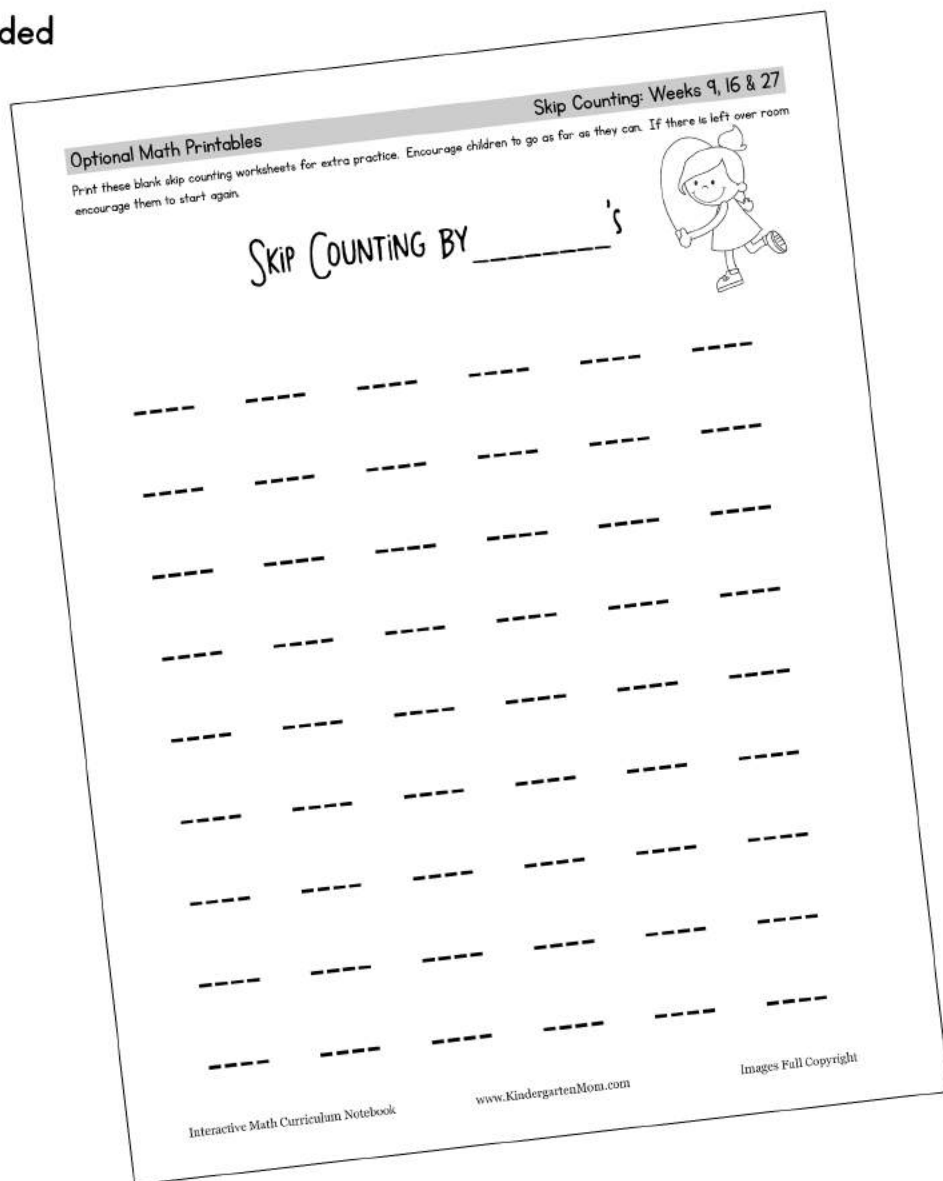 ded
Optional Math Printables Skip Counting: Weeks 9, 16 & 27
Print these blank skip counting worksheets for extra practice. Encourage children to go as far as they can. If there is left over room
encourage them to start again.
SKiP COUNTiNG BY ________'s
Interactive Math Curriculum Notebook www.KindergartenMom.com Images Full Copyright